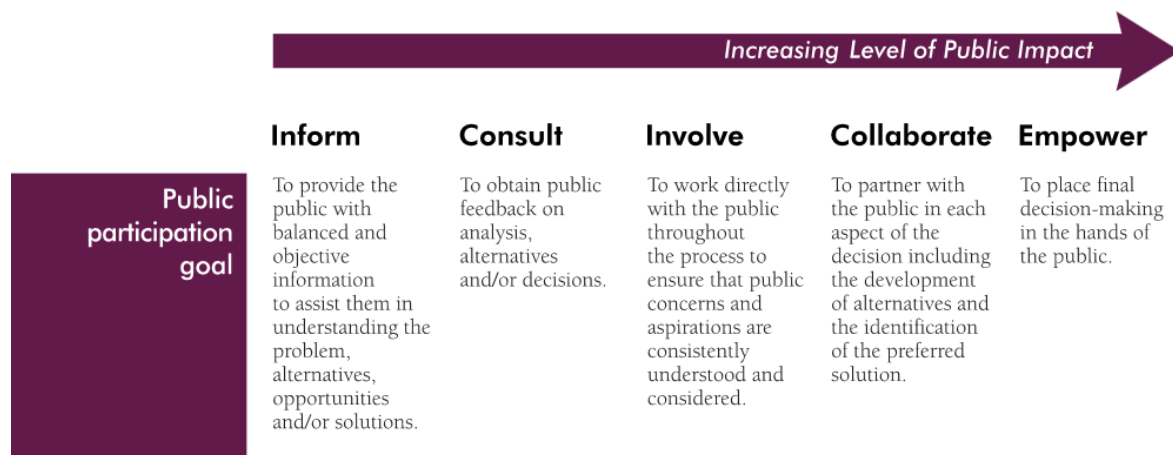 Increasing Level of Public Impact
Inform
Consult
Involve
Collaborate
Empower
Public
participation
goal
To provide the
public with
balanced and
objective
information
to assist them in
understanding the
problem,
alternatives,
opportunities
and/or solutions.
To obtain public
feedback on
analysis,
alternatives
and/or decisions.
To work directly
with the public
throughout
the process to
ensure that public
concerns and
aspirations are
consistently
understood and
considered.
To partner with
the public in each
aspect of the
decision including
the development
of alternatives and
the identification
of the preferred
solution.
To place final
decision-making
in the hands of
the public.